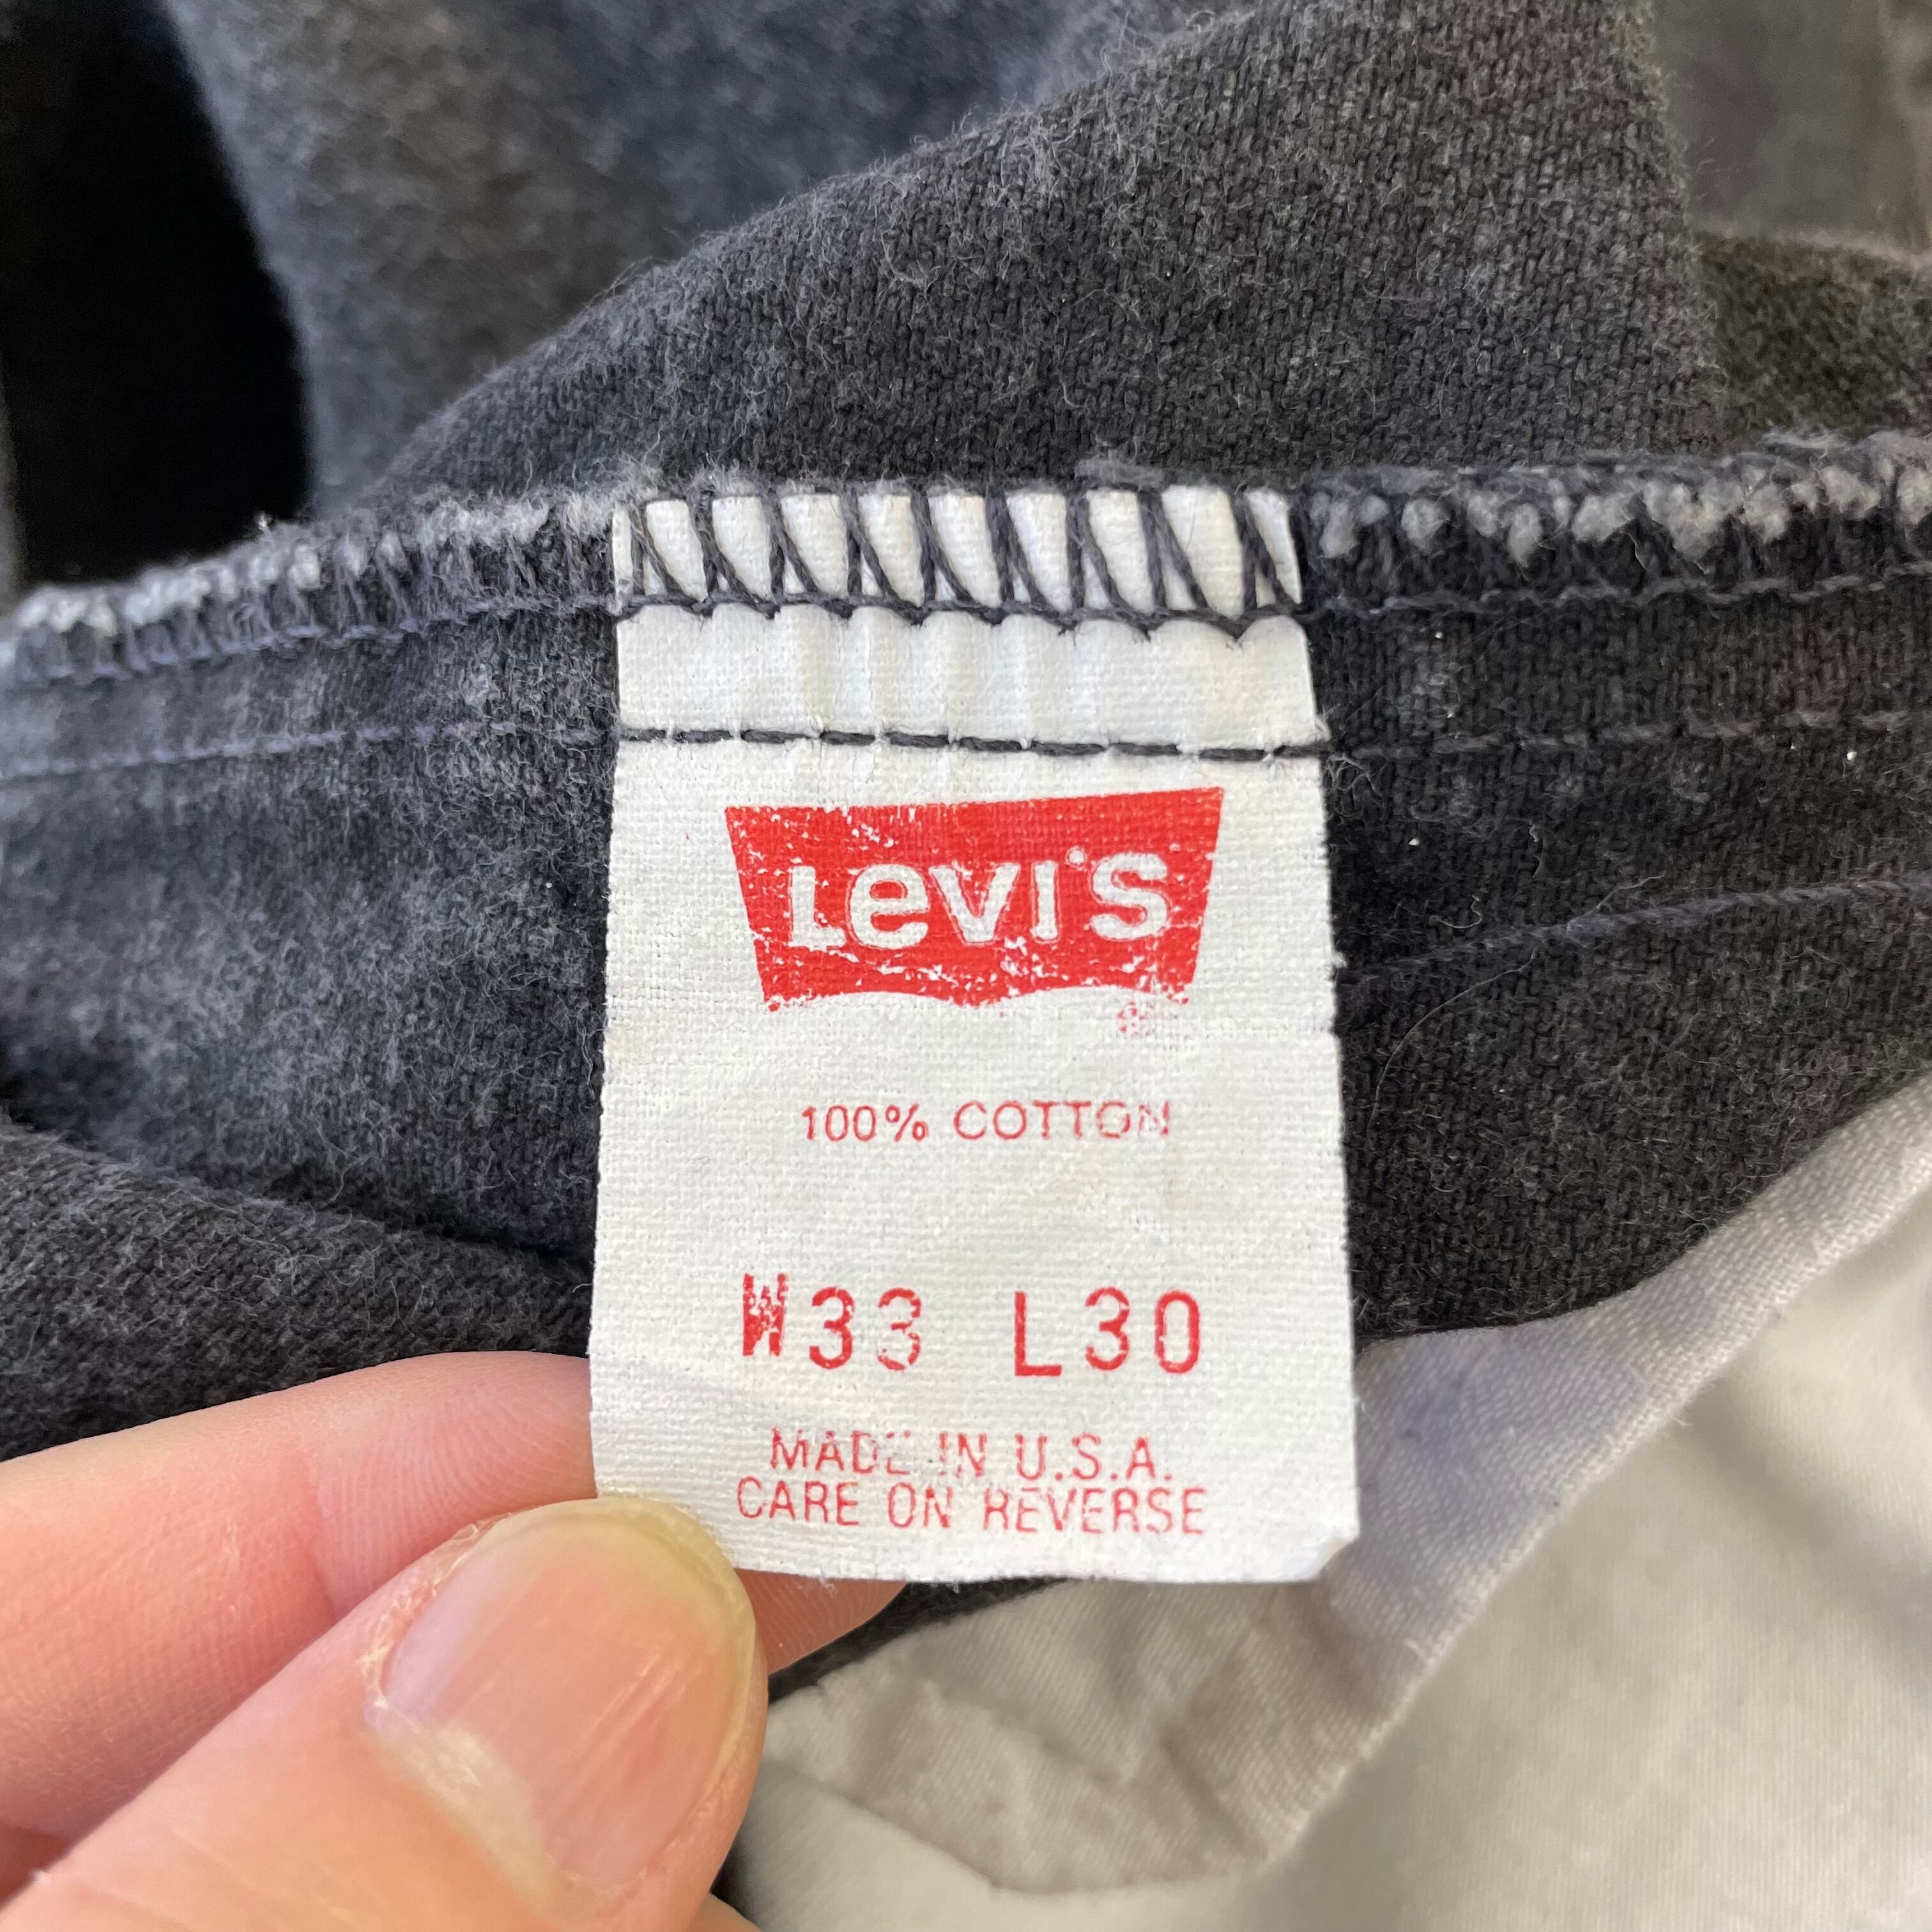 Levi's
100% COTTON
W33 L30
MADE IN U.S.A.
CARE ON REVERSE